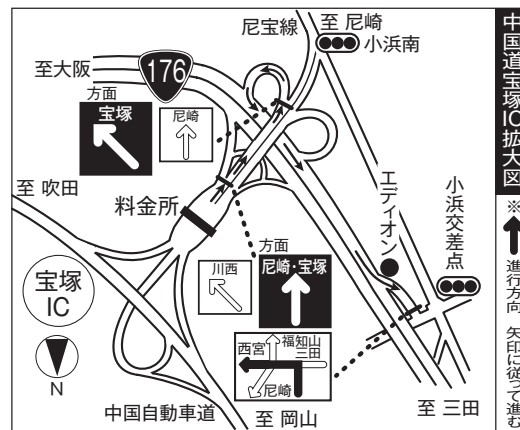 中国道宝塚IC拡大図
※ 進行方向 矢印に従って進む
尼宝線
至 尼崎
小浜南
至大阪
176
方面
宝塚
尼崎
至 吹田
料金所
エディオン
小浜交差点
方面
川西
尼崎・宝塚
宝塚
IC
西宮
福知山
三田
尼崎
N
中国自動車道
至 岡山
至 三田